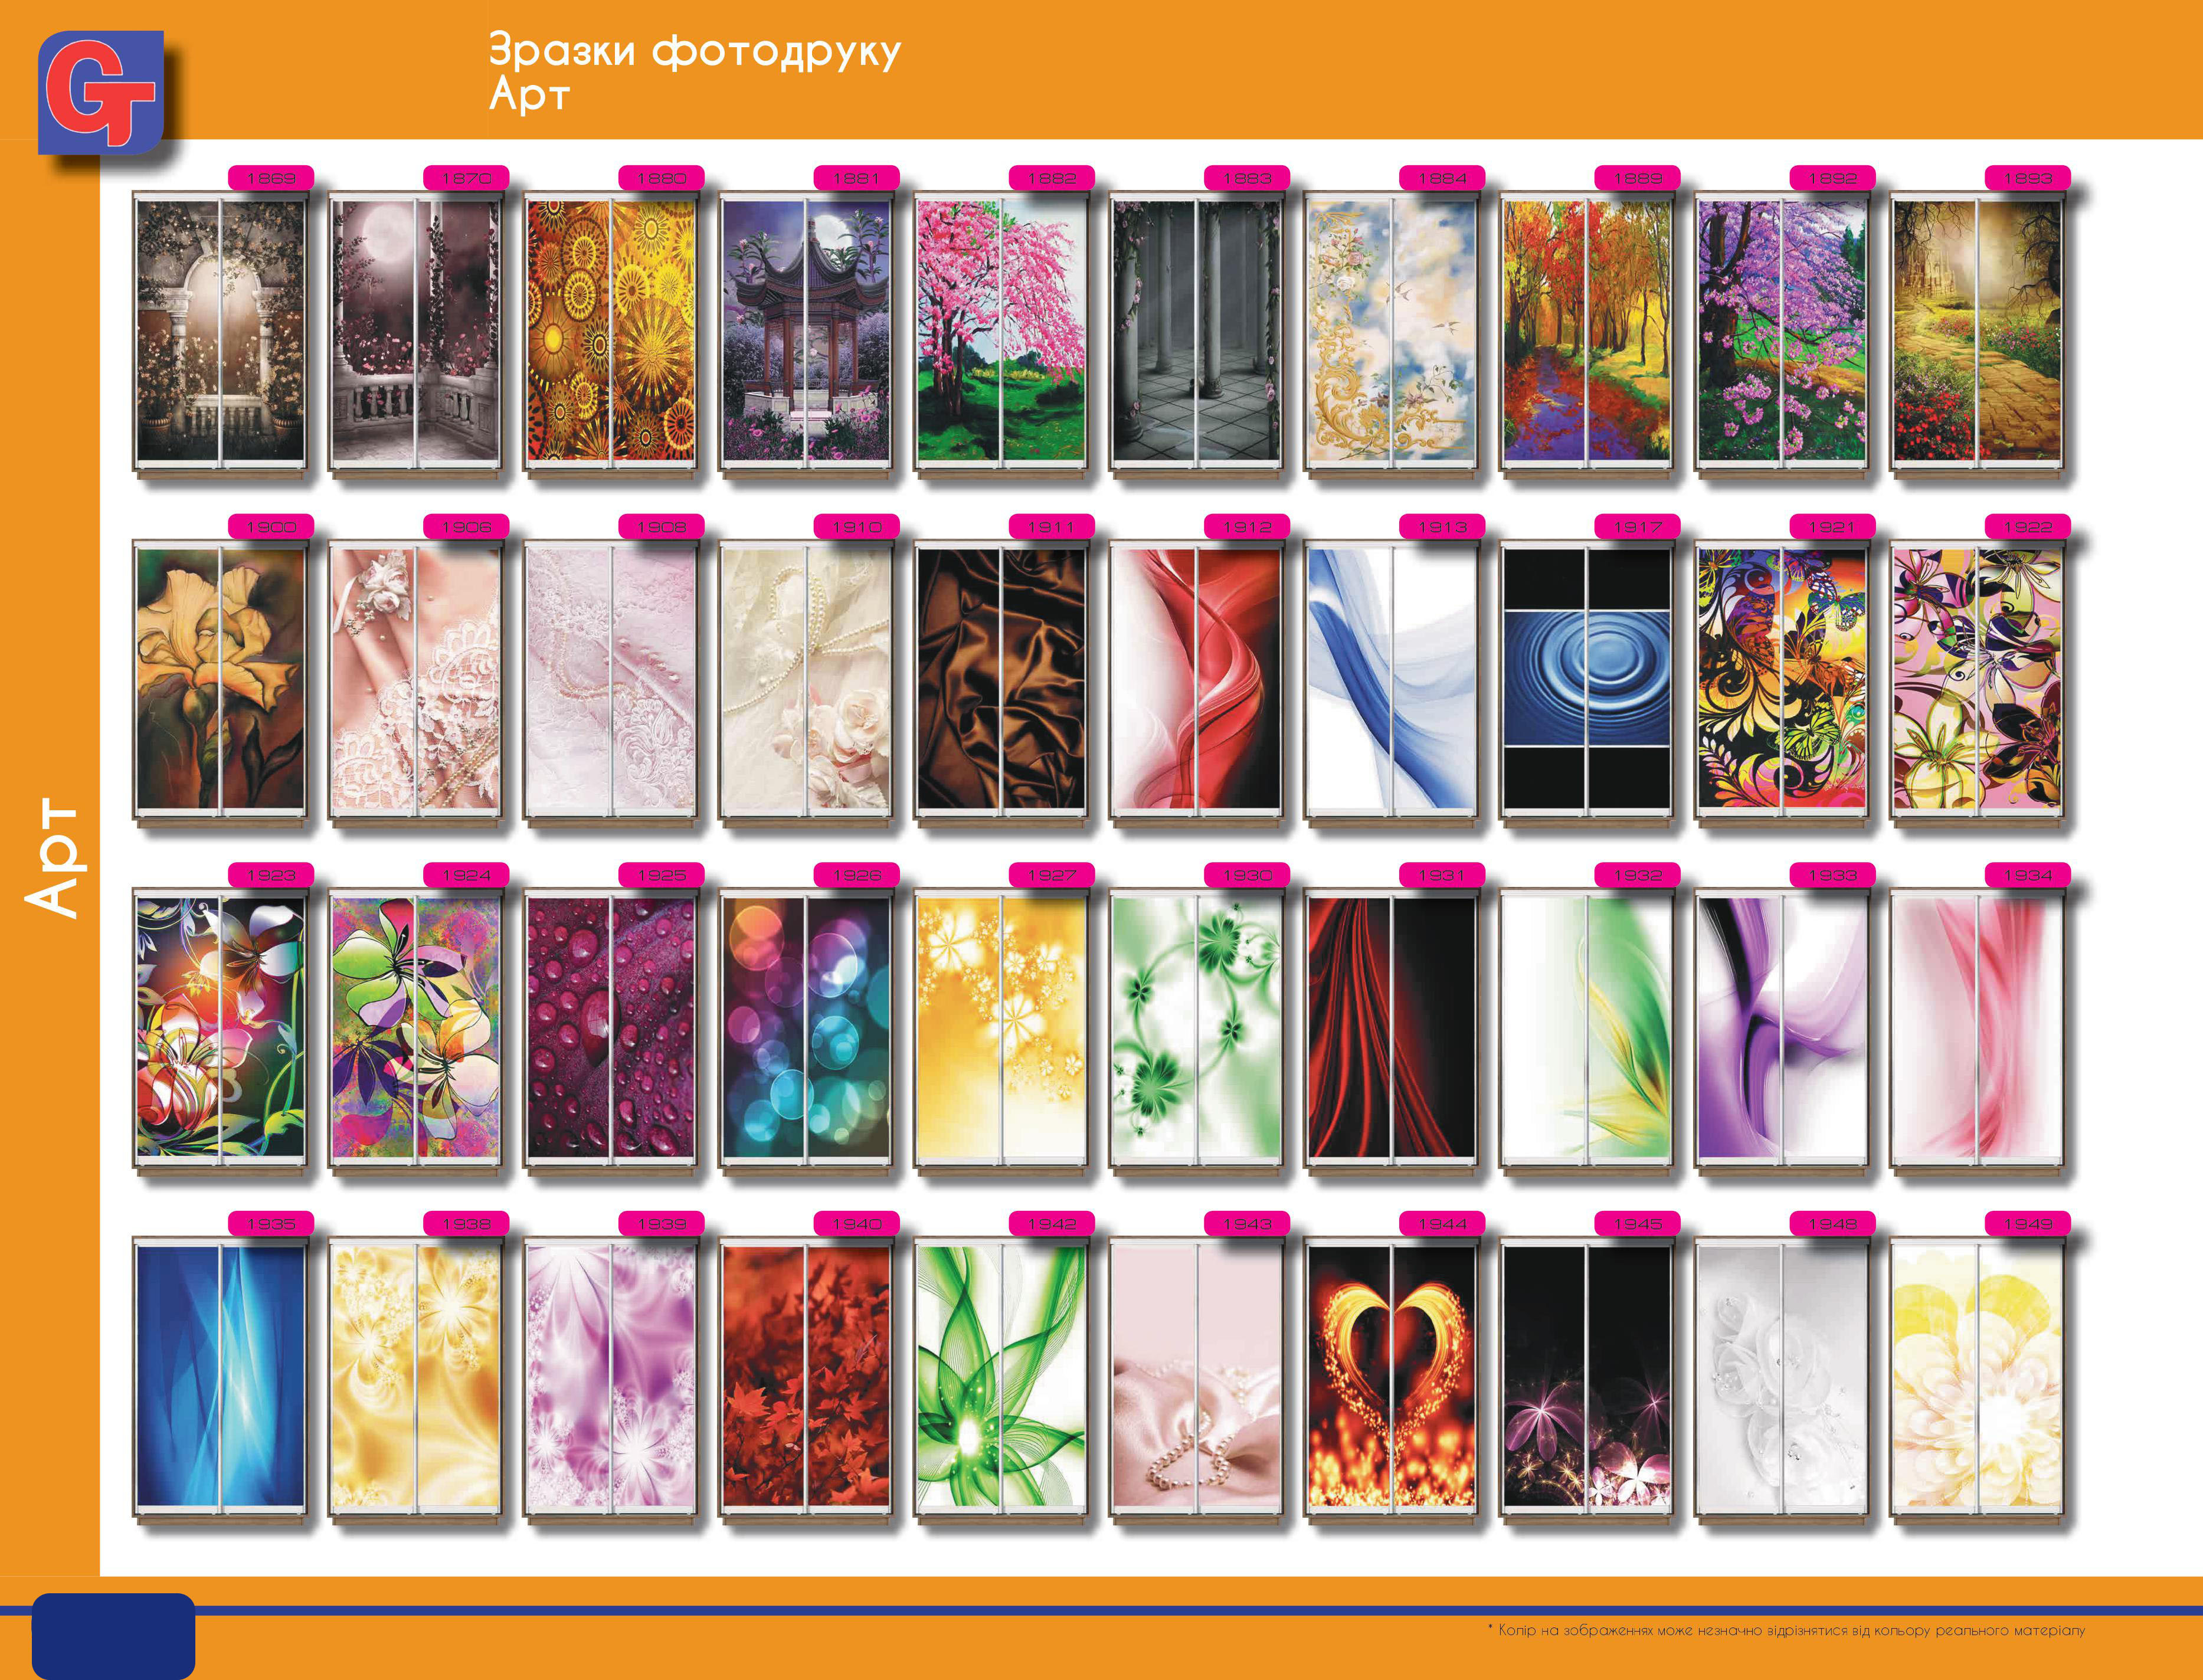 GT
Зразки фотодруку
Арт
1869 1870 1880 1881 1882 1883 1884 1889 1892 1893
1900 1906 1908 1910 1911 1912 1913 1917 1921 1922
Арт
1923 1924 1925 1926 1927 1930 1931 1932 1933 1934
1935 1938 1939 1940 1942 1943 1944 1945 1948 1949
* Колір на зображеннях може незначно відрізнятися від кольору реального матеріалу